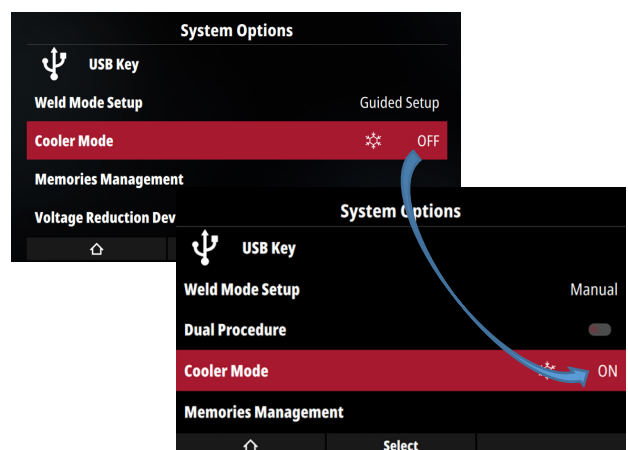 System Options
USB Key
Weld Mode Setup Guided Setup
Cooler Mode OFF
Memories Management
Voltage Reduction Dev
System Options
USB Key
Weld Mode Setup Manual
Dual Procedure
Cooler Mode ON
Memories Management
Select